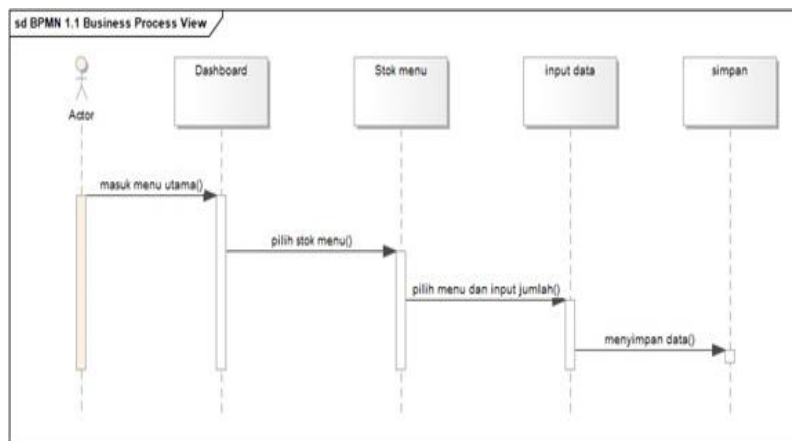 sd BPMN 1.1 Business Process View
Actor
Dashboard
Stok menu
input data
simpan
masuk menu utama()
pilih stok menu()
pilih menu dan input jumlah()
menyimpan data()